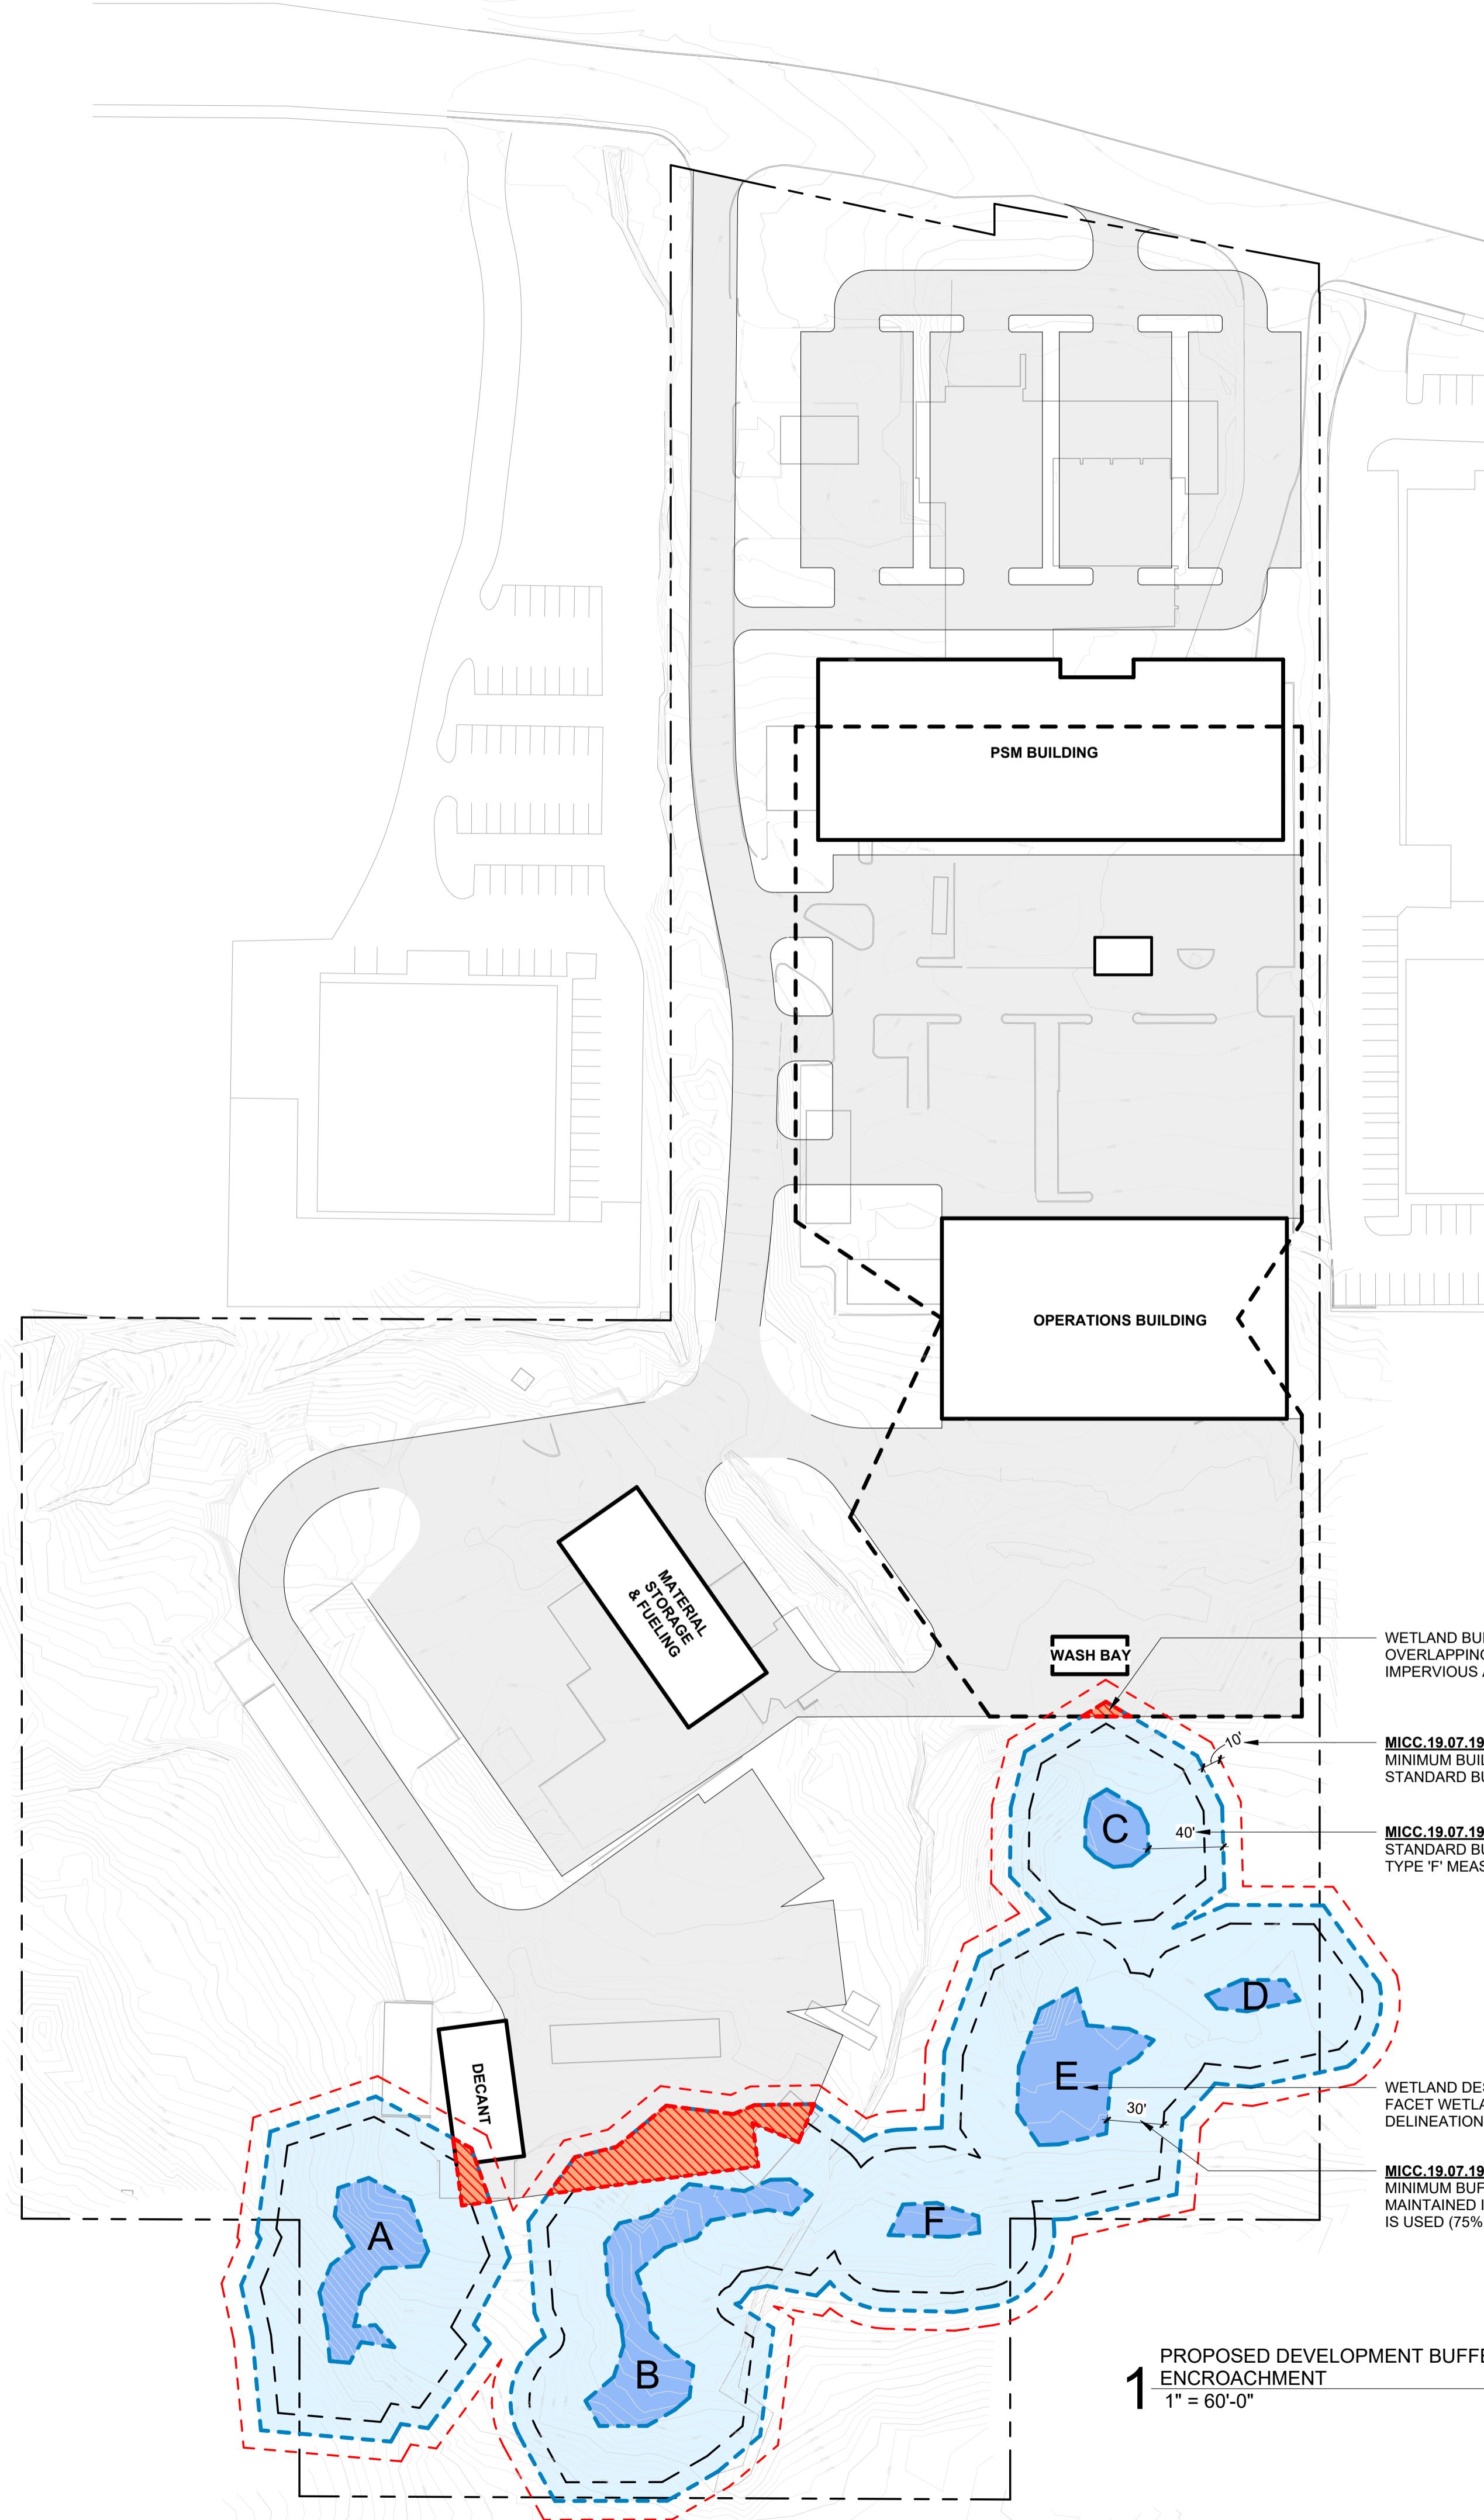 PSM BUILDING
OPERATIONS BUILDING
MATERIAL
STORAGE
& FUELING
WASH BAY
WETLAND BU
OVERLAPPING
IMPERVIOUS
10'
MICC.19.07.19
MINIMUM BUIL
STANDARD BU
C
40'
MICC.19.07.19
STANDARD BU
TYPE 'F' MEAS
D
E
DECANT
WETLAND DES
FACET WETLA
DELINEATION
30'
MICC.19.07.19
MINIMUM BUF
MAINTAINED I
IS USED (75%
A
F
B
1
PROPOSED DEVELOPMENT BUFFE
ENCROACHMENT
1" = 60'-0"